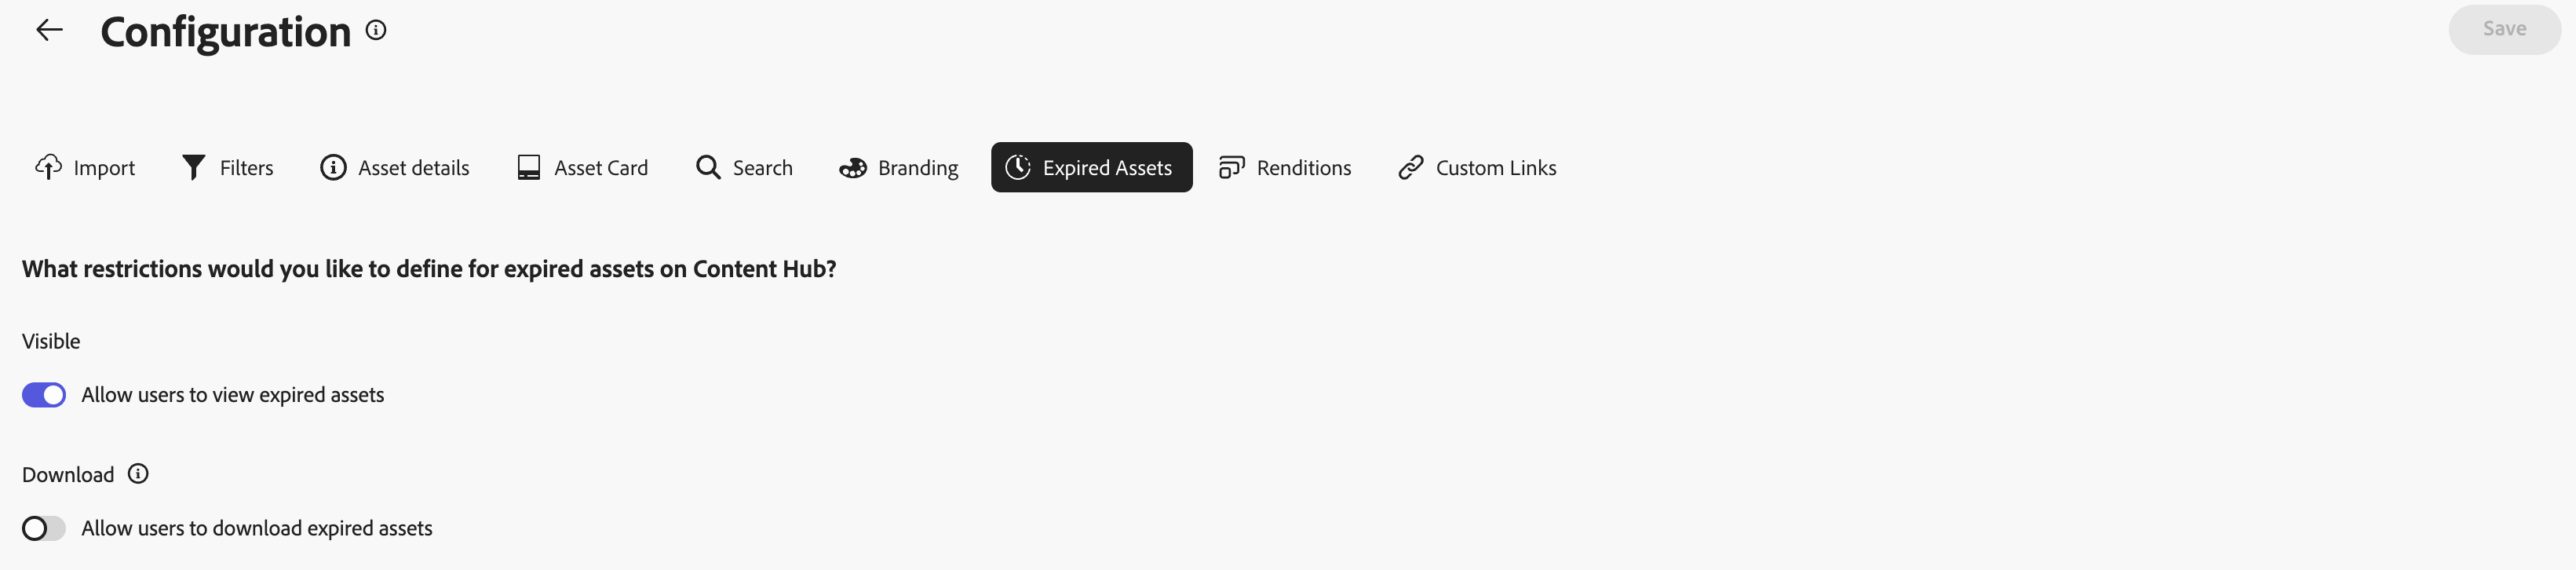 Configuration
Save
Import
Filters
Asset details
Asset Card
Search
Branding
Expired Assets
Renditions
Custom Links
What restrictions would you like to define for expired assets on Content Hub?
Visible
Allow users to view expired assets
Download
Allow users to download expired assets